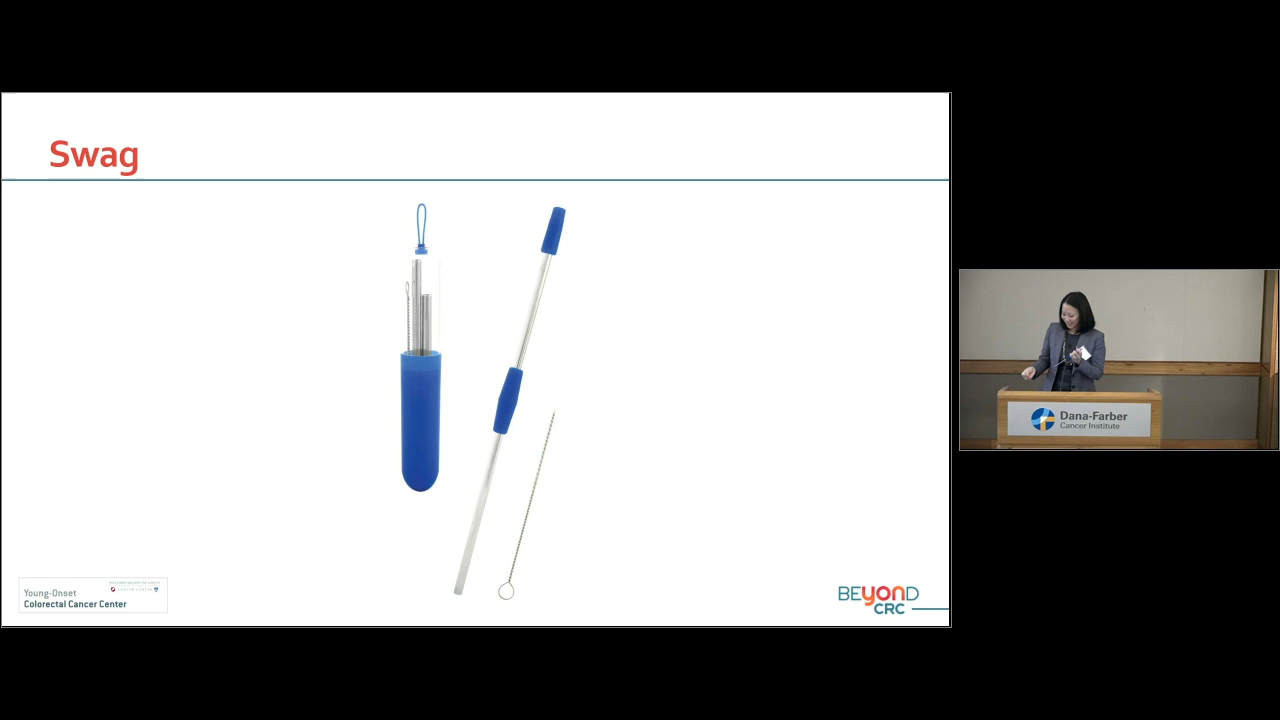 Swag
Young-Onset
Colorectal Cancer Center
BEYOND
CRC
Dana-Farber
Cancer Institute